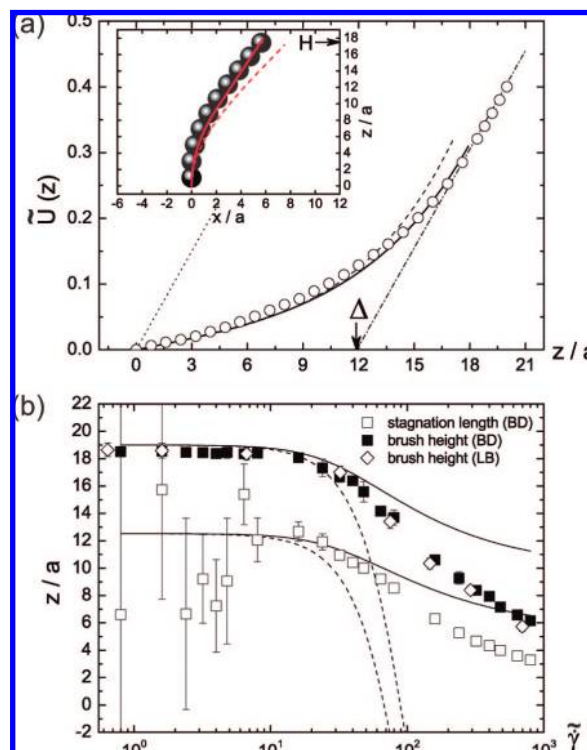 (a)
0.5
0.4
0.3
0.2
0.1
0.0
Ũ (z)
H
18
16
14
12
10
8
6
4
2
0
z / a
-6 -4 -2 0 2 4 6 8 10 12
x / a
Δ
0 3 6 9 12 15 18 21
z / a
(b)
22
20
18
16
14
12
10
8
6
4
2
0
-2
z / a
stagnation length (BD)
brush height (BD)
brush height (LB)
10⁰ 10¹ 10² 10³
γ̃